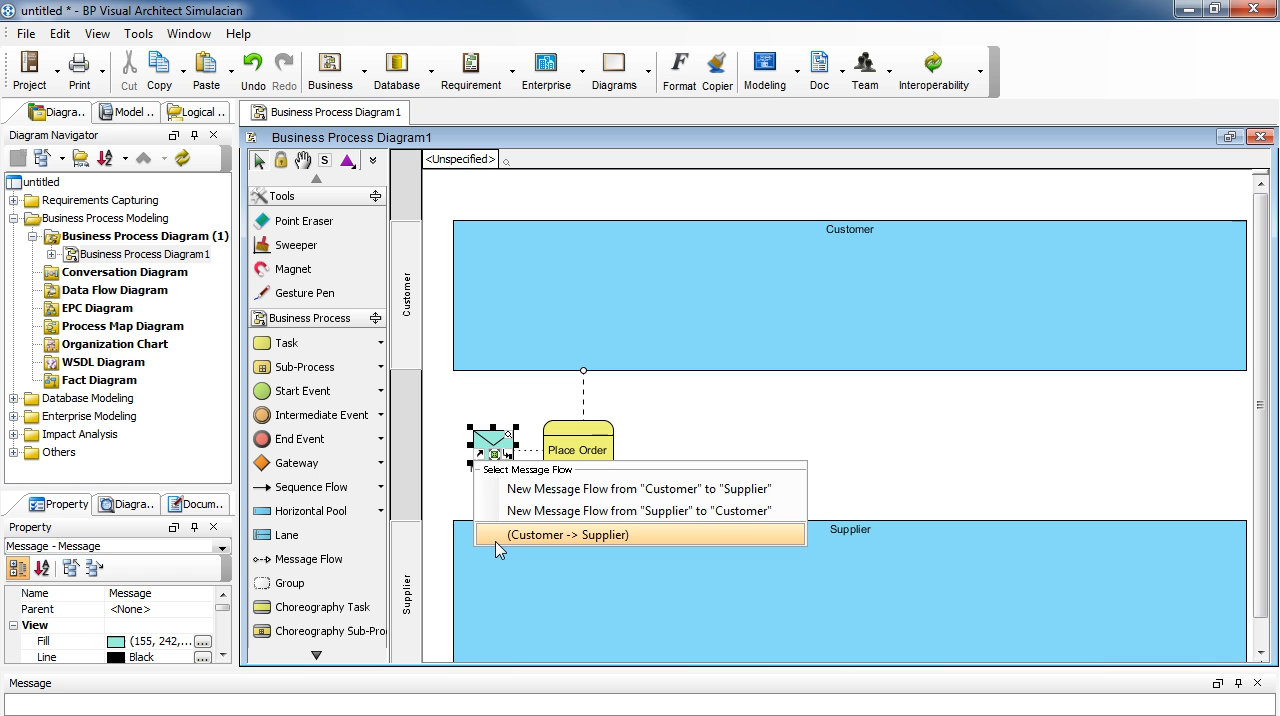 untitled * - BP Visual Architect Simulacian
File Edit View Tools Window Help
Project Print Cut Copy Paste Undo Redo Business Database Requirement Enterprise Diagrams Format Copier Modeling Doc Team Interoperability
Diagra.. Model .. Logical ..
Business Process Diagram1
Diagram Navigator
Business Process Diagram1
S
<Unspecified>
untitled
Requirements Capturing
Business Process Modeling
Business Process Diagram (1)
Business Process Diagram1
Conversation Diagram
Data Flow Diagram
EPC Diagram
Process Map Diagram
Organization Chart
WSDL Diagram
Fact Diagram
Database Modeling
Enterprise Modeling
Impact Analysis
Others
Tools
Point Eraser
Sweeper
Magnet
Gesture Pen
Business Process
Task
Sub-Process
Start Event
Intermediate Event
End Event
Gateway
Sequence Flow
Horizontal Pool
Lane
Message Flow
Group
Choreography Task
Choreography Sub-Pro
Customer
Supplier
Customer
Place Order
Select Message Flow
New Message Flow from "Customer" to "Supplier"
New Message Flow from "Supplier" to "Customer"
(Customer -> Supplier)
Supplier
Property Diagra.. Docum..
Property
Message - Message
Name Message
Parent <None>
View
Fill (155, 242,... ...
Line Black ...
Message